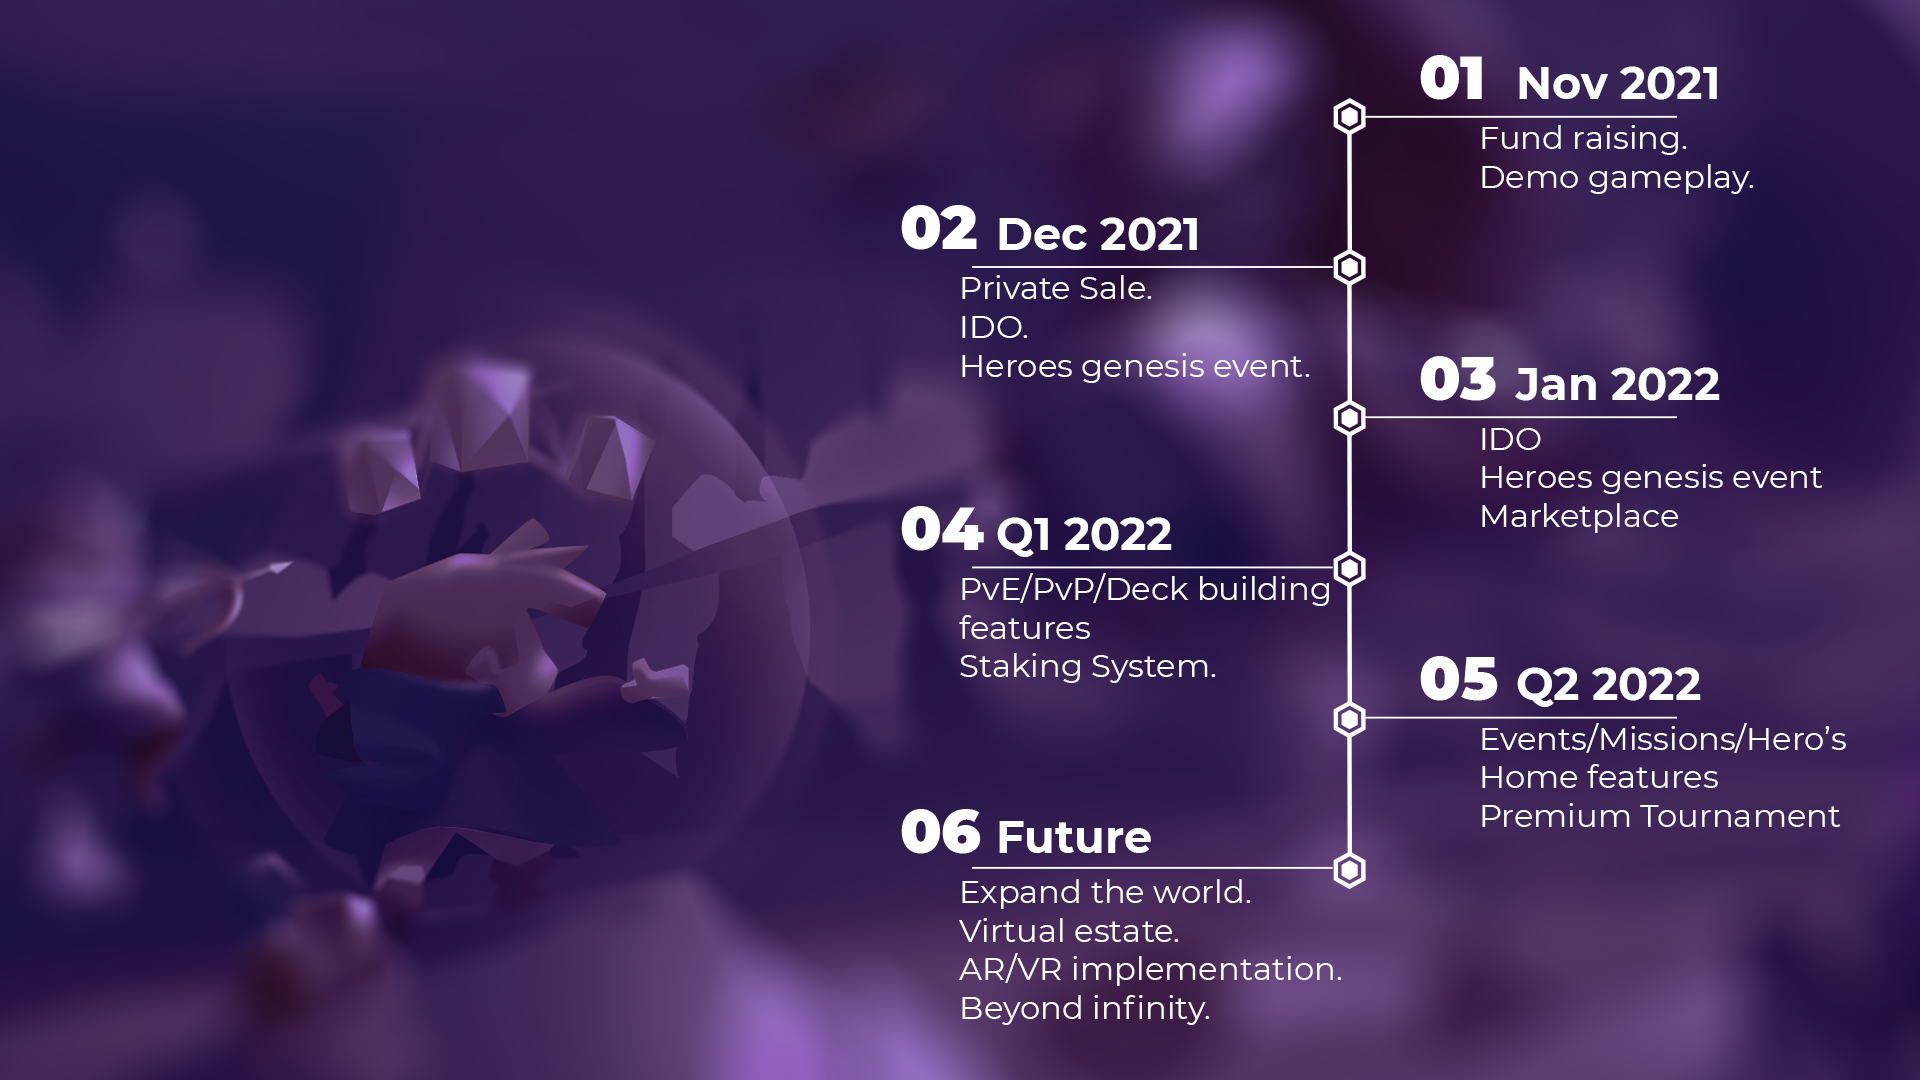 01 Nov 2021
Fund raising.
Demo gameplay.
02 Dec 2021
Private Sale.
IDO.
Heroes genesis event.
03 Jan 2022
IDO
Heroes genesis event
Marketplace
04 Q1 2022
PvE/PvP/Deck building
features
Staking System.
05 Q2 2022
Events/Missions/Hero’s
Home features
Premium Tournament
06 Future
Expand the world.
Virtual estate.
AR/VR implementation.
Beyond infinity.